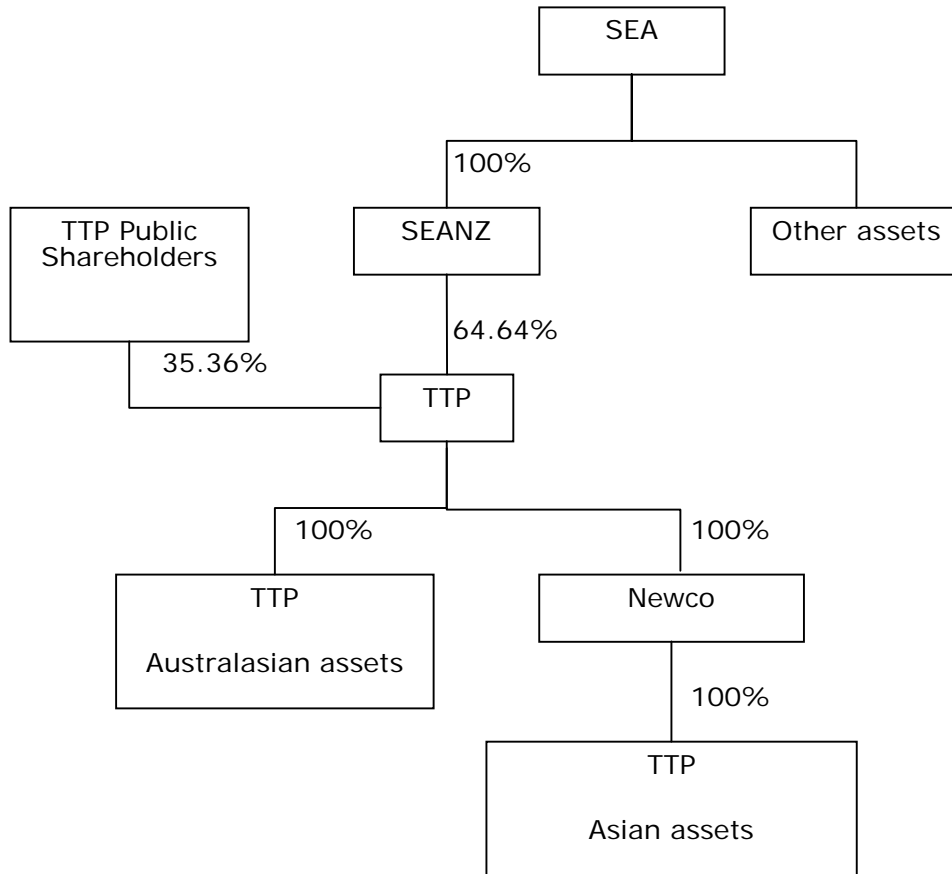 SEA
100%
TTP Public
Shareholders
SEANZ
Other assets
64.64%
35.36%
TTP
100%
100%
TTP
Australasian assets
Newco
100%
TTP
Asian assets